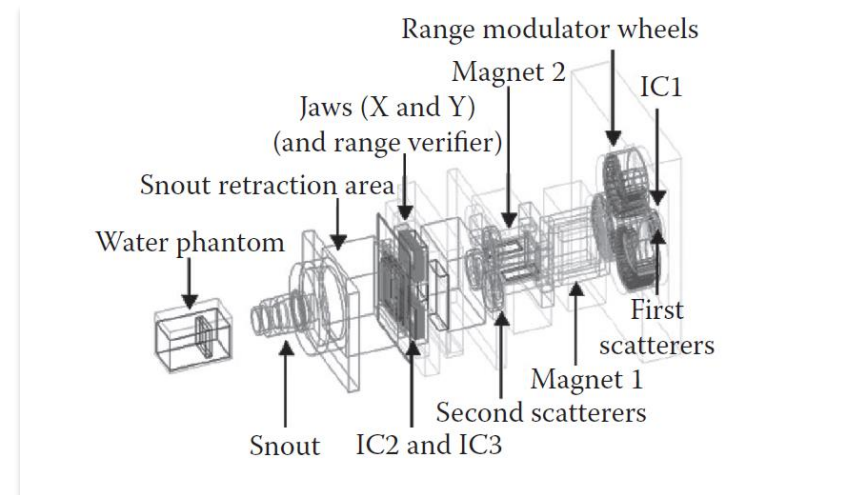 Range modulator wheels
Magnet 2
IC1
Jaws (X and Y)
(and range verifier)
Snout retraction area
Water phantom
First
scatterers
Magnet 1
Second scatterers
Snout
IC2 and IC3